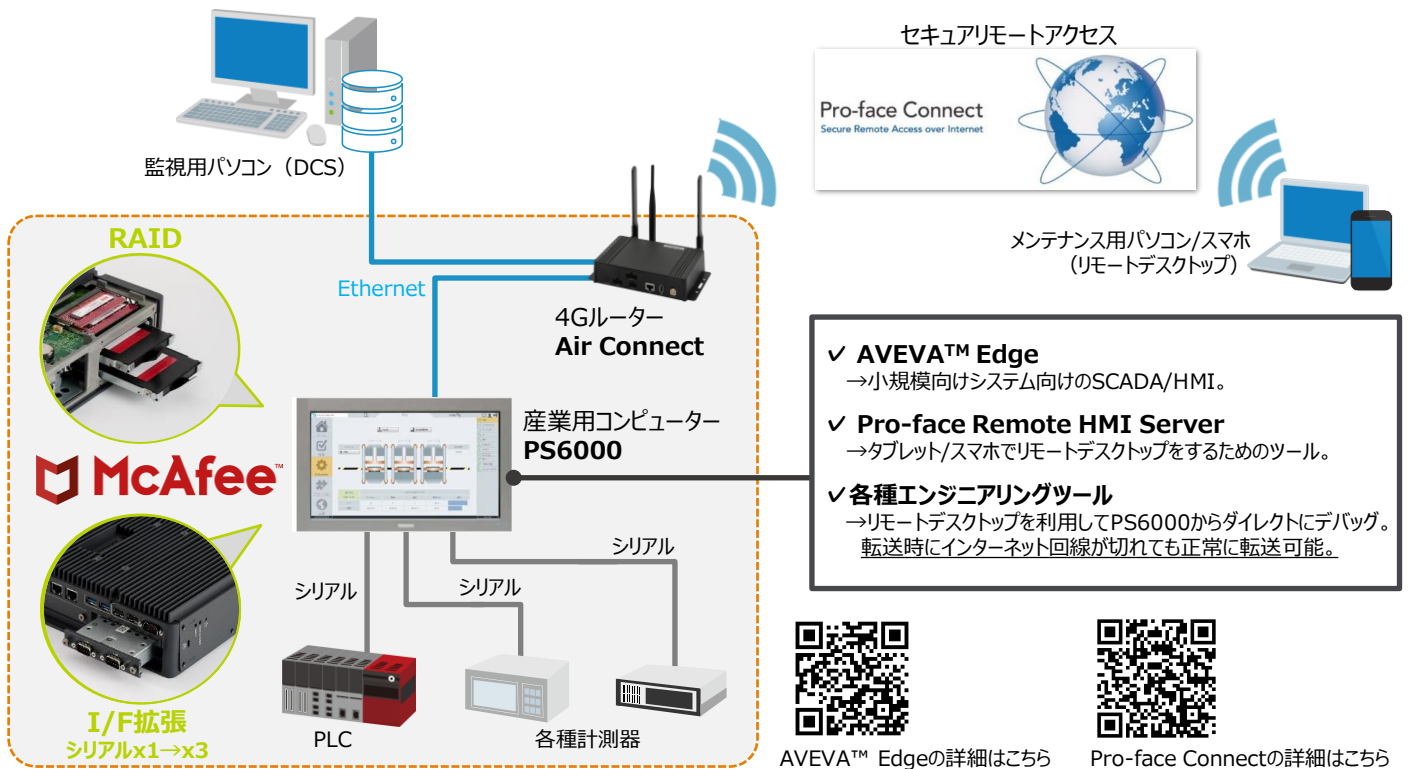 セキュアリモートアクセス
Pro-face Connect
Secure Remote Access over Internet
監視用パソコン（DCS）
メンテナンス用パソコン/スマホ
（リモートデスクトップ）
RAID
Ethernet
4Gルーター
Air Connect
産業用コンピューター
PS6000
McAfee™
✓ AVEVA™ Edge
→小規模向けシステム向けのSCADA/HMI。
✓ Pro-face Remote HMI Server
→タブレット/スマホでリモートデスクトップをするためのツール。
✓各種エンジニアリングツール
→リモートデスクトップを利用してPS6000からダイレクトにデバッグ。
転送時にインターネット回線が切れても正常に転送可能。
シリアル
シリアル
シリアル
I/F拡張
シリアルx1→x3
PLC
各種計測器
AVEVA™ Edgeの詳細はこちら
Pro-face Connectの詳細はこちら